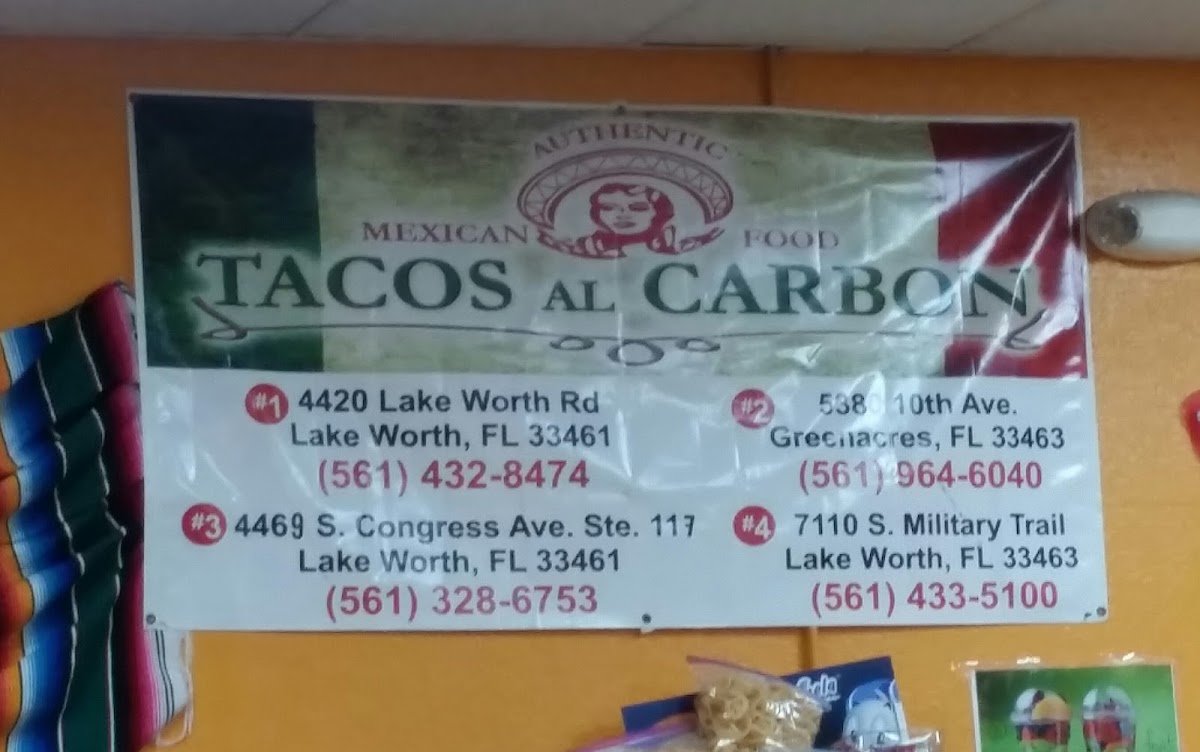 AUTHENTIC
MEXICAN FOOD
TACOS AL CARBON
#1 4420 Lake Worth Rd
Lake Worth, FL 33461
(561) 432-8474
#2 5380 10th Ave.
Greenacres, FL 33463
(561) 964-6040
#3 4469 S. Congress Ave. Ste. 117
Lake Worth, FL 33461
(561) 328-6753
#4 7110 S. Military Trail
Lake Worth, FL 33463
(561) 433-5100